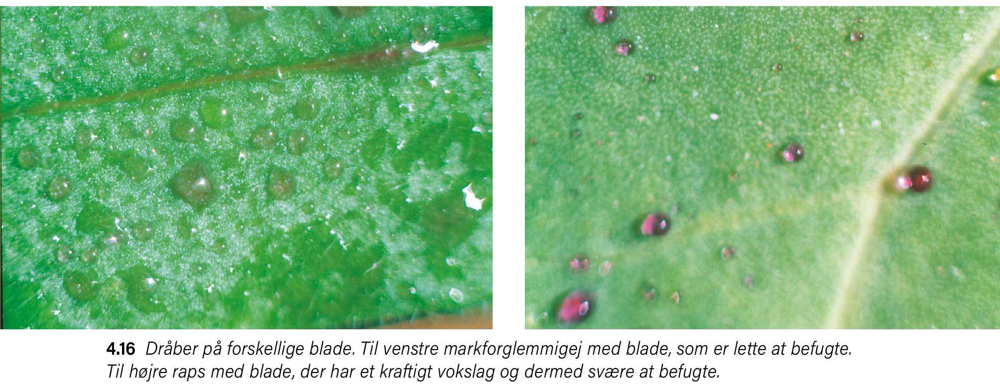 4.16 Dråber på forskellige blade. Til venstre markforglemmigej med blade, som er lette at befugte.
Til højre raps med blade, der har et kraftigt vokslag og dermed svære at befugte.